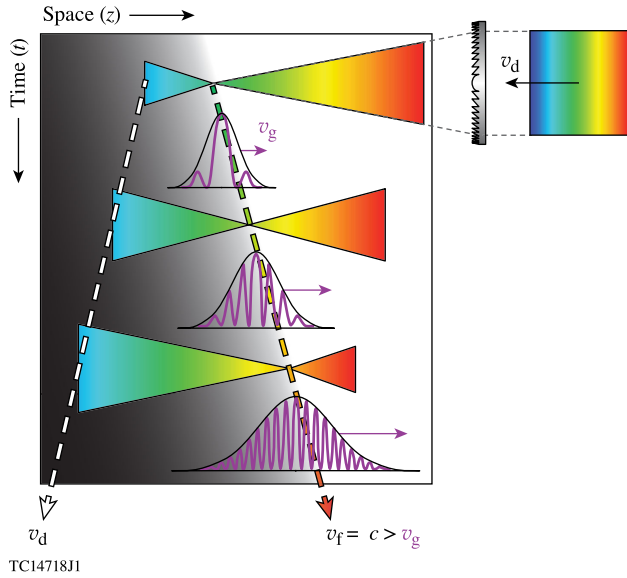 Space (z)
Time (t)
v_d
v_g
v_d
v_f = c > v_g
TC14718J1